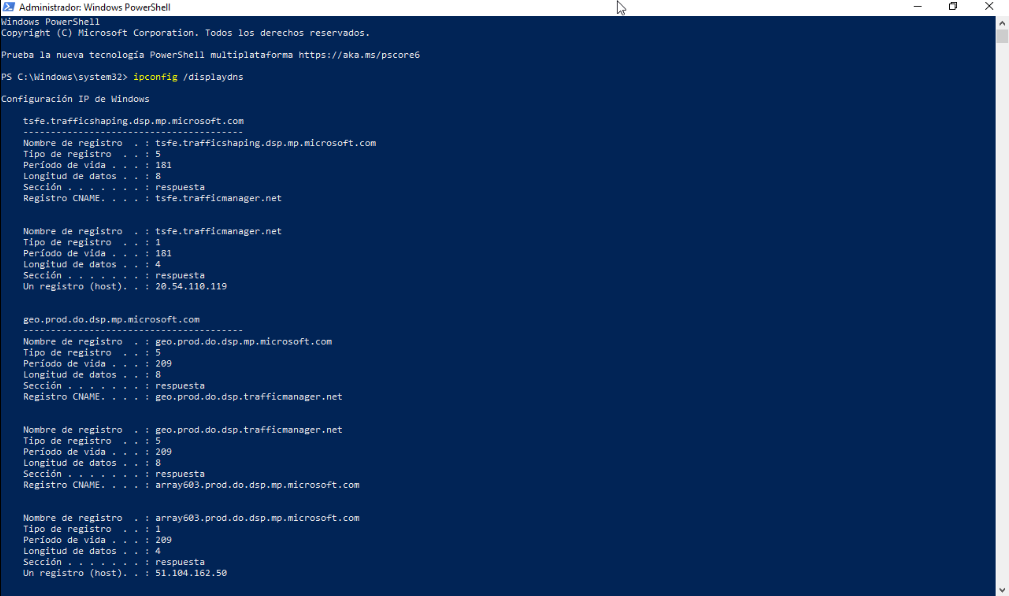 Administrador: Windows PowerShell
Windows PowerShell
Copyright (C) Microsoft Corporation. Todos los derechos reservados.
Prueba la nueva tecnología PowerShell multiplataforma https://aka.ms/pscore6
PS C:\Windows\system32> ipconfig /displaydns
Configuración IP de Windows
tsfe.trafficshaping.dsp.mp.microsoft.com
----------------------------------------
Nombre de registro  . : tsfe.trafficshaping.dsp.mp.microsoft.com
Tipo de registro  . . : 5
Período de vida . . . : 181
Longitud de datos . . : 8
Sección . . . . . . . : respuesta
Registro CNAME. . . . : tsfe.trafficmanager.net
Nombre de registro  . : tsfe.trafficmanager.net
Tipo de registro  . . : 1
Período de vida . . . : 181
Longitud de datos . . : 4
Sección . . . . . . . : respuesta
Un registro (host). . : 20.54.110.119
geo.prod.do.dsp.mp.microsoft.com
----------------------------------------
Nombre de registro  . : geo.prod.do.dsp.mp.microsoft.com
Tipo de registro  . . : 5
Período de vida . . . : 209
Longitud de datos . . : 8
Sección . . . . . . . : respuesta
Registro CNAME. . . . : geo.prod.do.dsp.trafficmanager.net
Nombre de registro  . : geo.prod.do.dsp.trafficmanager.net
Tipo de registro  . . : 5
Período de vida . . . : 209
Longitud de datos . . : 8
Sección . . . . . . . : respuesta
Registro CNAME. . . . : array603.prod.do.dsp.mp.microsoft.com
Nombre de registro  . : array603.prod.do.dsp.mp.microsoft.com
Tipo de registro  . . : 1
Período de vida . . . : 209
Longitud de datos . . : 4
Sección . . . . . . . : respuesta
Un registro (host). . : 51.104.162.50